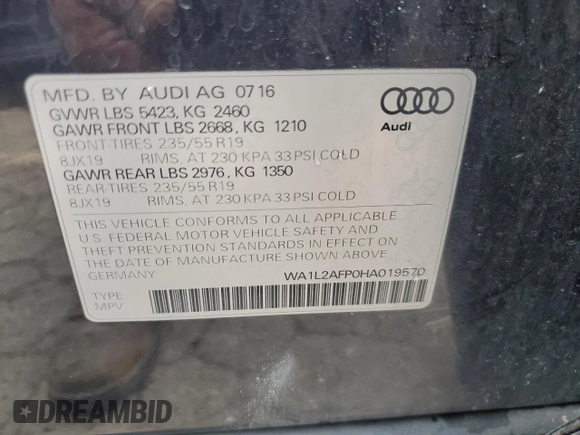 MFD. BY AUDI AG 0716
GVWR LBS 5423, KG 2460
GAWR FRONT LBS 2668, KG 1210
FRONT-TIRES 235/55 R19
8JX19 RIMS, AT 230 KPA 33 PSI COLD
GAWR REAR LBS 2976, KG 1350
REAR-TIRES 235/55 R19
8JX19 RIMS, AT 230 KPA 33 PSI COLD
THIS VEHICLE CONFORMS TO ALL APPLICABLE
U.S. FEDERAL MOTOR VEHICLE SAFETY AND
THEFT PREVENTION STANDARDS IN EFFECT ON
THE DATE OF MANUFACTURE SHOWN ABOVE
GERMANY WA1L2AFP0HA019570
TYPE
MPV
Audi
DREAMBID